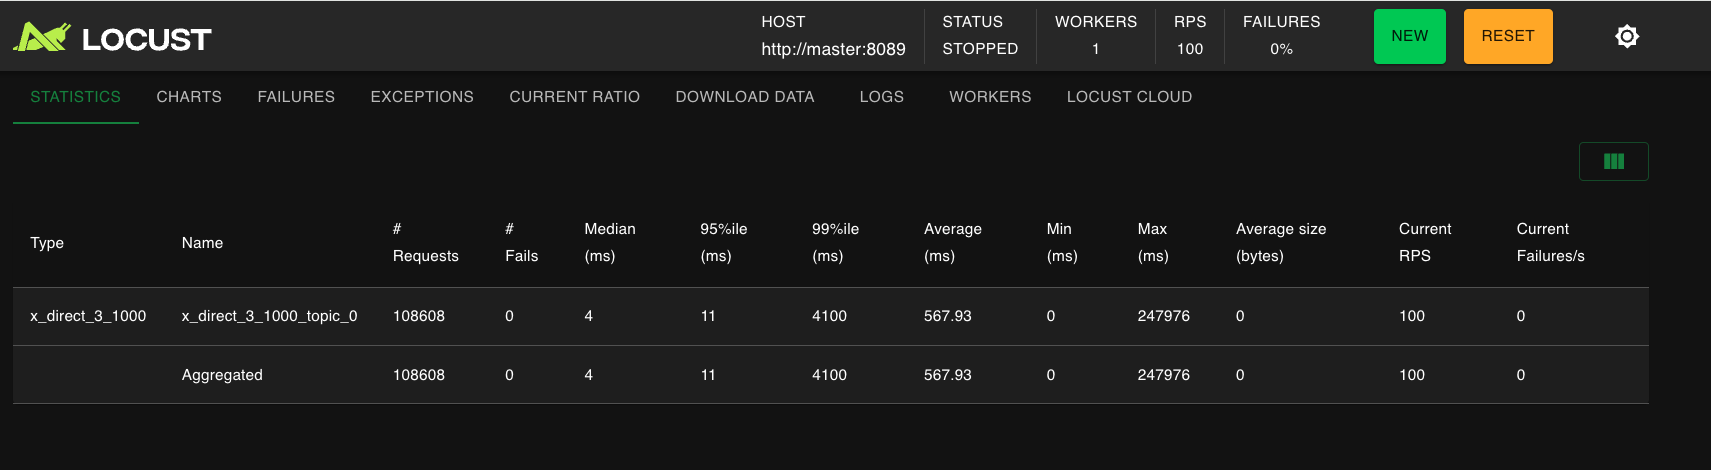 LOCUST
HOST STATUS WORKERS RPS FAILURES
http://master:8089 STOPPED 1 100 0%
NEW RESET
STATISTICS CHARTS FAILURES EXCEPTIONS CURRENT RATIO DOWNLOAD DATA LOGS WORKERS LOCUST CLOUD
Type Name # Requests # Fails Median (ms) 95%ile (ms) 99%ile (ms) Average (ms) Min (ms) Max (ms) Average size (bytes) Current RPS Current Failures/s
x_direct_3_1000 x_direct_3_1000_topic_0 108608 0 4 11 4100 567.93 0 247976 0 100 0
Aggregated 108608 0 4 11 4100 567.93 0 247976 0 100 0